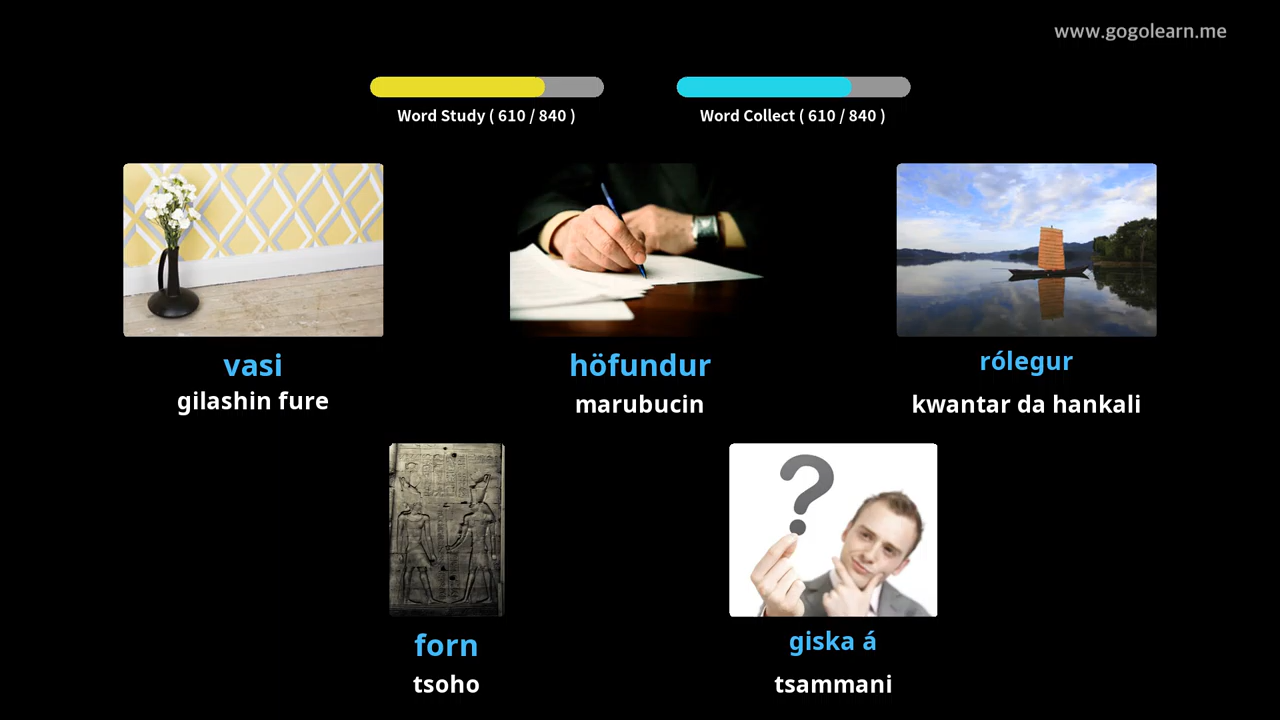 www.gogolearn.me
Word Study ( 610 / 840 )
Word Collect ( 610 / 840 )
vasi
gilashin fure
höfundur
marubucin
rólegur
kwantar da hankali
forn
tsoho
giska á
tsammani